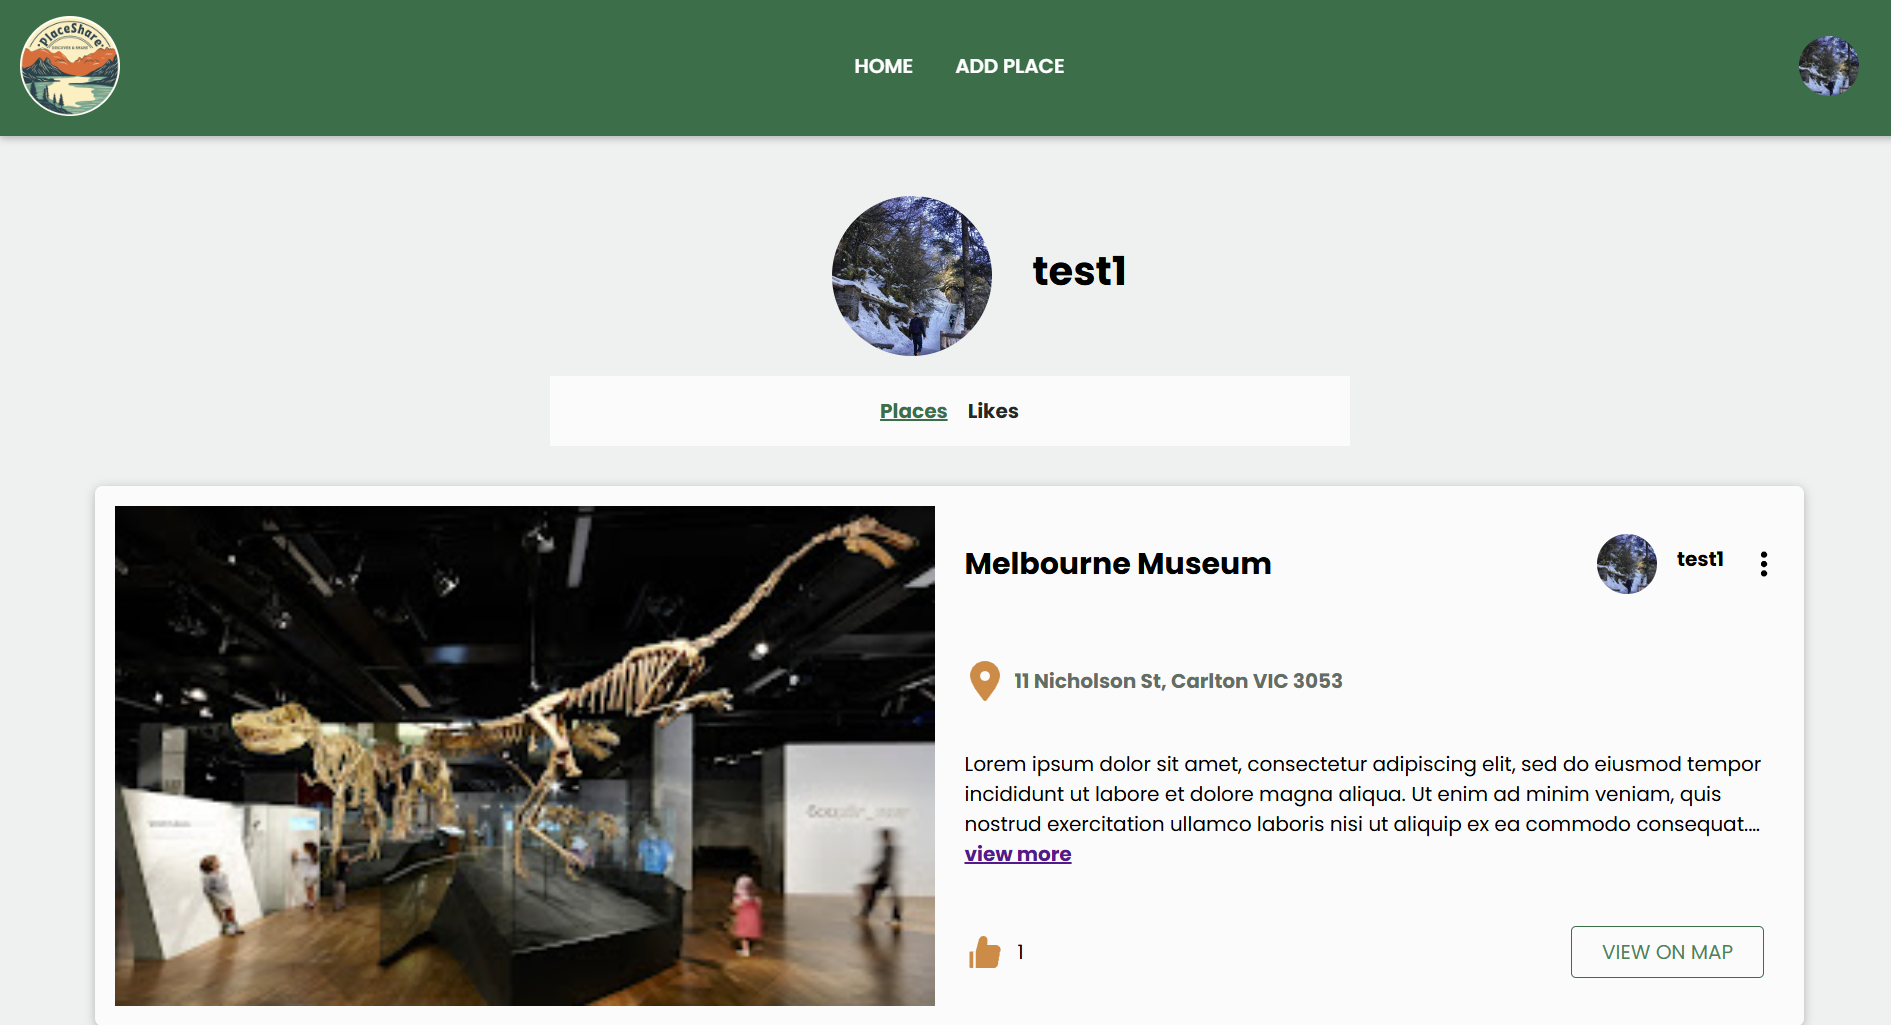 PlaceShare
DISCOVER & SHARE
HOME ADD PLACE
test1
Places Likes
Melbourne Museum
test1
11 Nicholson St, Carlton VIC 3053
Lorem ipsum dolor sit amet, consectetur adipiscing elit, sed do eiusmod tempor
incididunt ut labore et dolore magna aliqua. Ut enim ad minim veniam, quis
nostrud exercitation ullamco laboris nisi ut aliquip ex ea commodo consequat....
view more
1
VIEW ON MAP